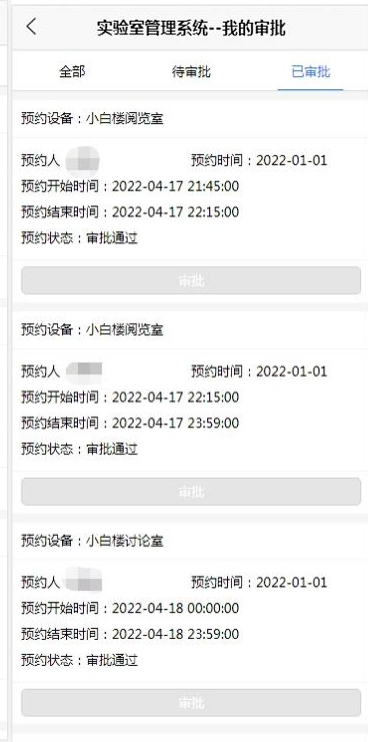 实验室管理系统--我的审批
全部 待审批 已审批
预约设备：小白楼阅览室
预约人 预约时间：2022-01-01
预约开始时间：2022-04-17 21:45:00
预约结束时间：2022-04-17 22:15:00
预约状态：审批通过
审批
预约设备：小白楼阅览室
预约人 预约时间：2022-01-01
预约开始时间：2022-04-17 22:15:00
预约结束时间：2022-04-17 23:59:00
预约状态：审批通过
审批
预约设备：小白楼讨论室
预约人 预约时间：2022-01-01
预约开始时间：2022-04-18 00:00:00
预约结束时间：2022-04-18 23:59:00
预约状态：审批通过
审批